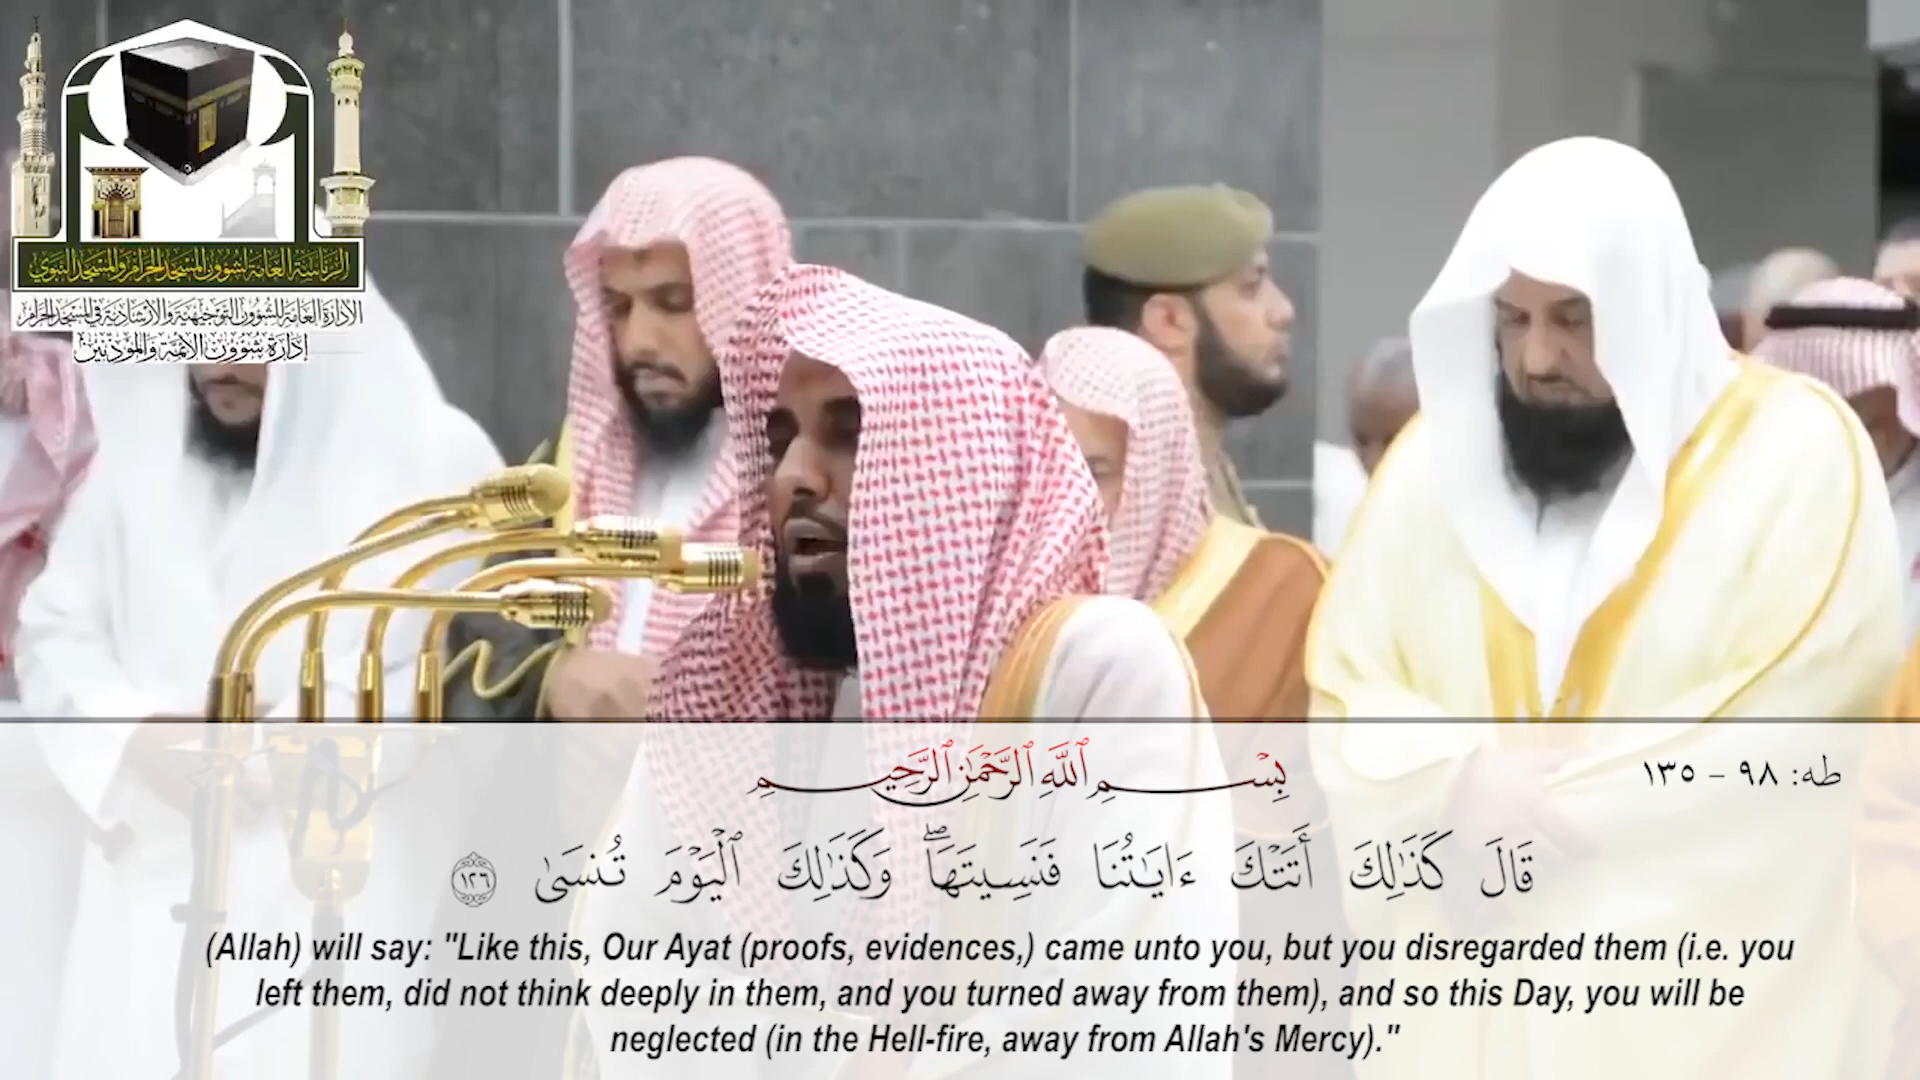 الرئاسة العامة لشؤون المسجد الحرام والمسجد النبوي
الإدارة العامة للشؤون التوجيهية والإرشادية في المسجد الحرام
إدارة شؤون الأئمة والمؤذنين
بِسْمِ ٱللَّهِ ٱلرَّحْمَٰنِ ٱلرَّحِيمِ
طه: ٩٨ - ١٣٥
قَالَ كَذَٰلِكَ أَتَتْكَ ءَايَٰتُنَا فَنَسِيتَهَا ۖ وَكَذَٰلِكَ ٱلْيَوْمَ تُنسَىٰ ١٢٦
(Allah) will say: "Like this, Our Ayat (proofs, evidences,) came unto you, but you disregarded them (i.e. you
left them, did not think deeply in them, and you turned away from them), and so this Day, you will be
neglected (in the Hell-fire, away from Allah's Mercy)."